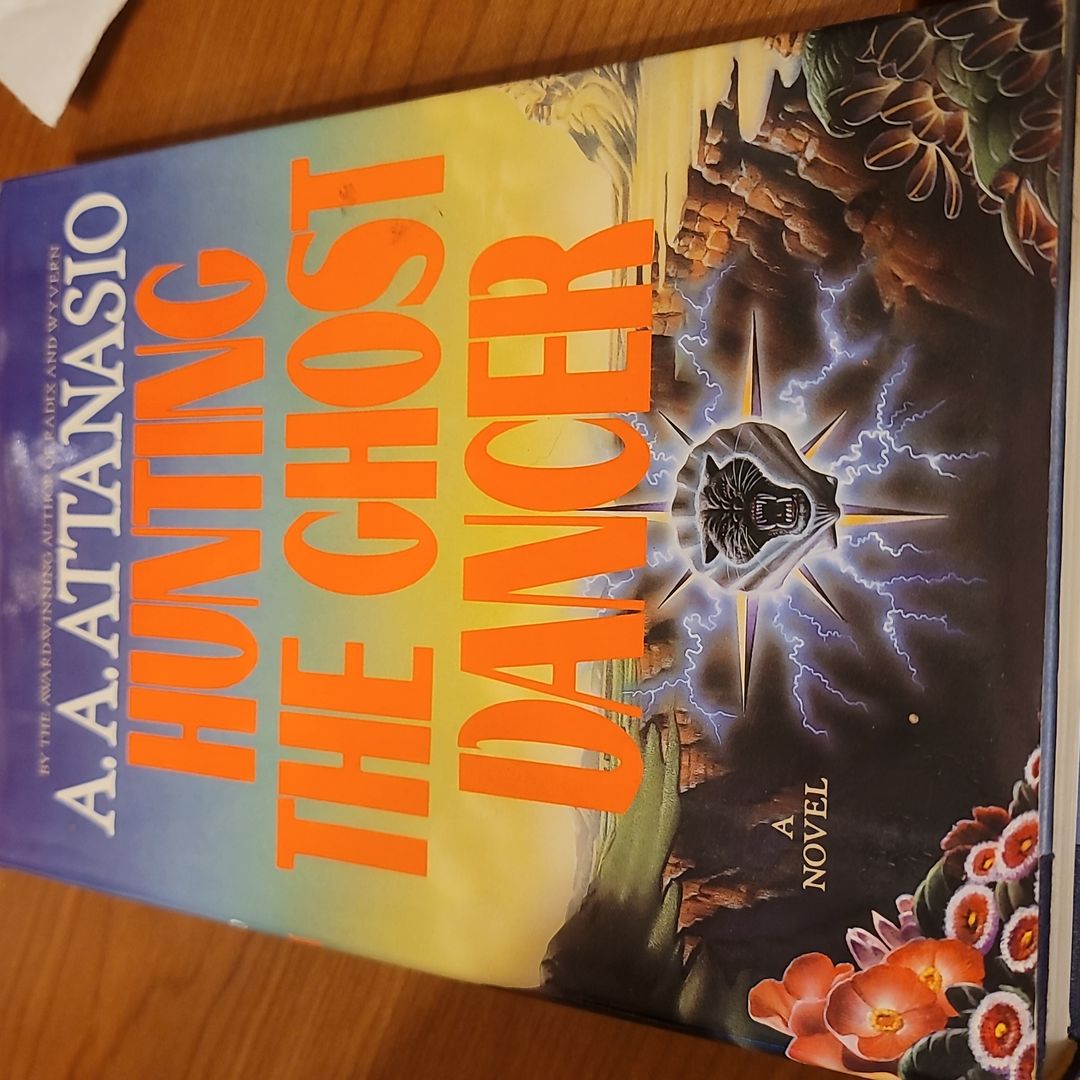 BY THE AWARDWINNING AUTHOR OF RADIX AND WYVERN
A. A. ATTANASIO
HUNTING
THE GHOST
DANCER
A
NOVEL